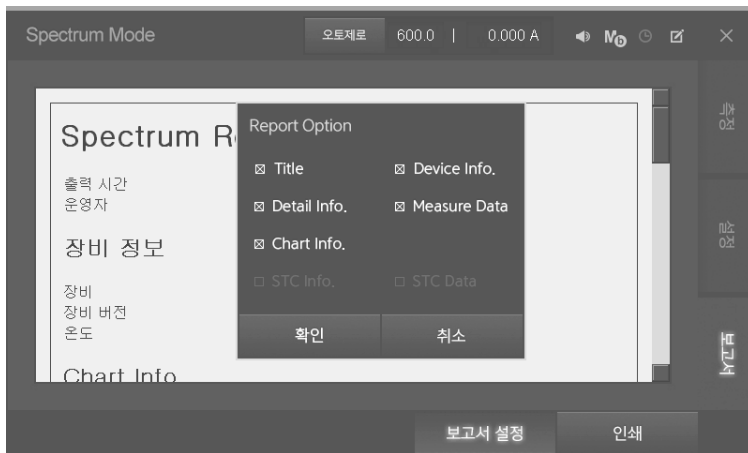 Spectrum Mode 오토제로 600.0 | 0.000 A Mb
Spectrum R
출력 시간
운영자
장비 정보
장비
장비 버전
온도
Chart Info
Report Option
Title Device Info.
Detail Info. Measure Data
Chart Info.
STC Info. STC Data
확인 취소
측정
설정
보고서
보고서 설정 인쇄